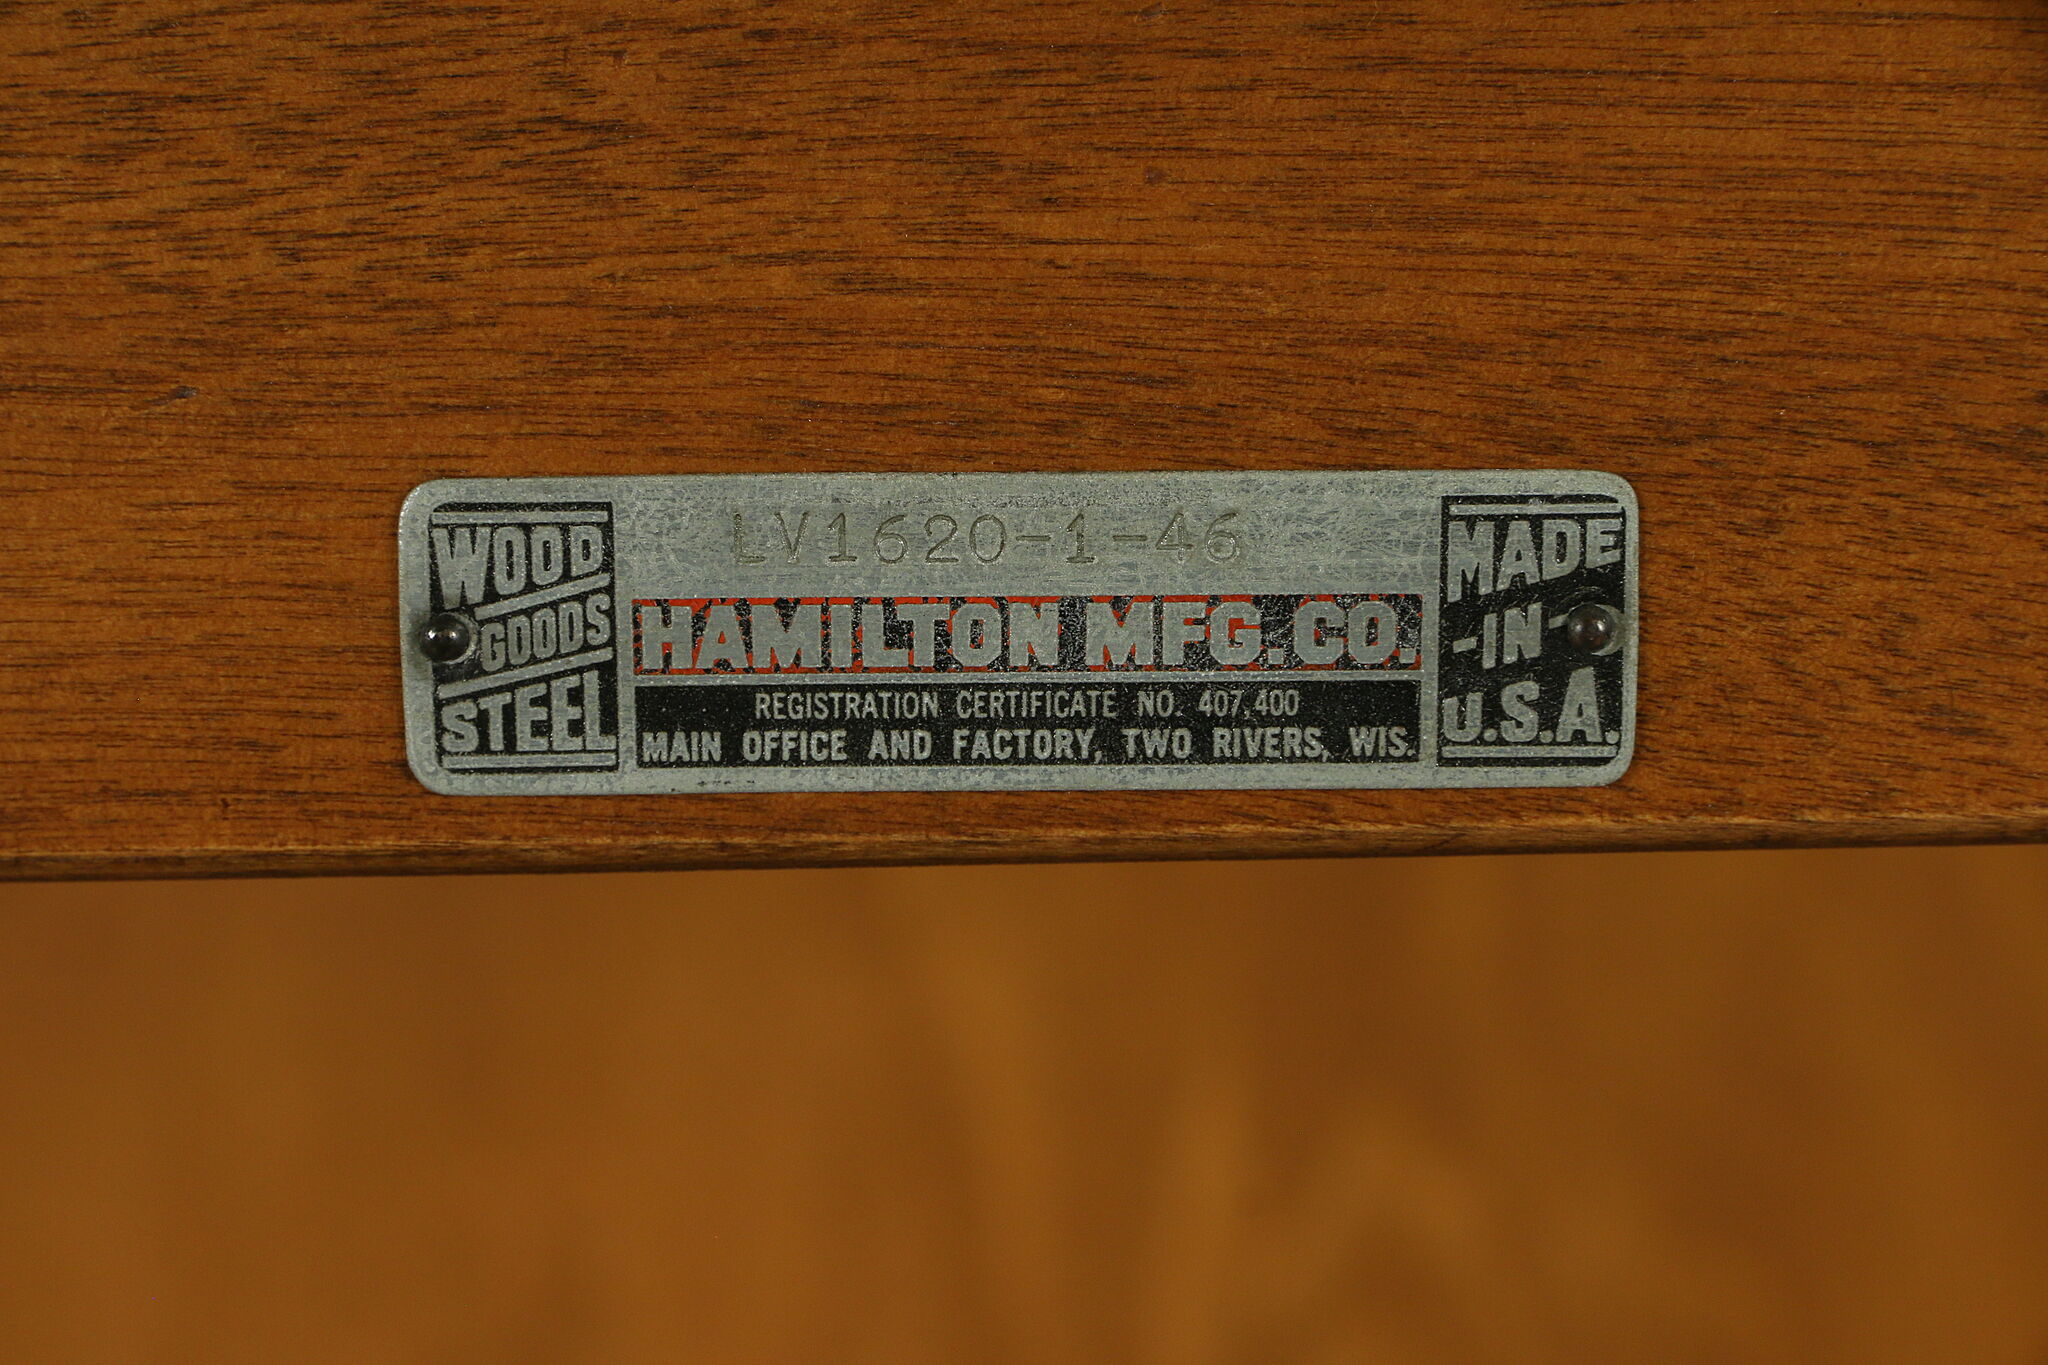 WOOD
GOODS
STEEL
LV1620-1-46
HAMILTON MFG. CO.
REGISTRATION CERTIFICATE NO. 407,400
MAIN OFFICE AND FACTORY, TWO RIVERS, WIS.
MADE
-IN-
U.S.A.